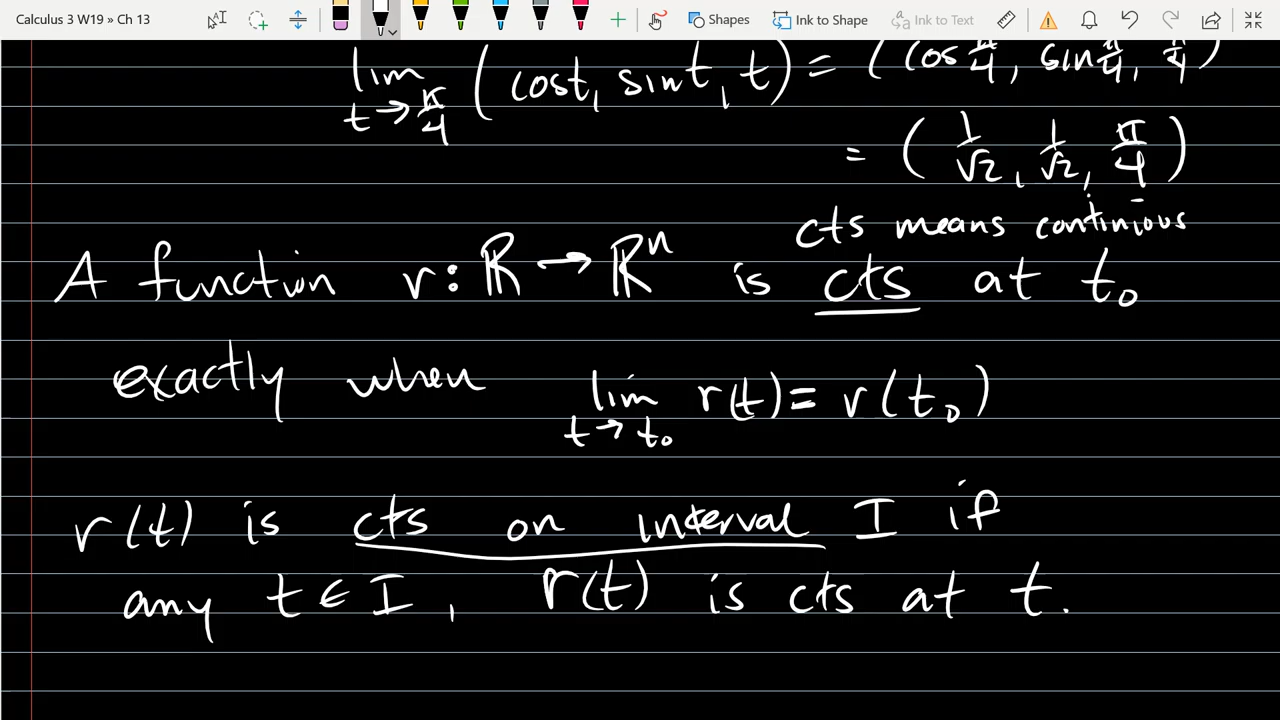 Calculus 3 W19 » Ch 13
Shapes Ink to Shape Ink to Text
lim t→π/4 (cost, sint, t) = (cos π/4, sin π/4, π/4)
= (1/√2, 1/√2, π/4)
cts means continious
A function r: ℝ → ℝⁿ is cts at t₀
exactly when lim t→t₀ r(t) = r(t₀)
r(t) is cts on interval I if
any t ∈ I, r(t) is cts at t.